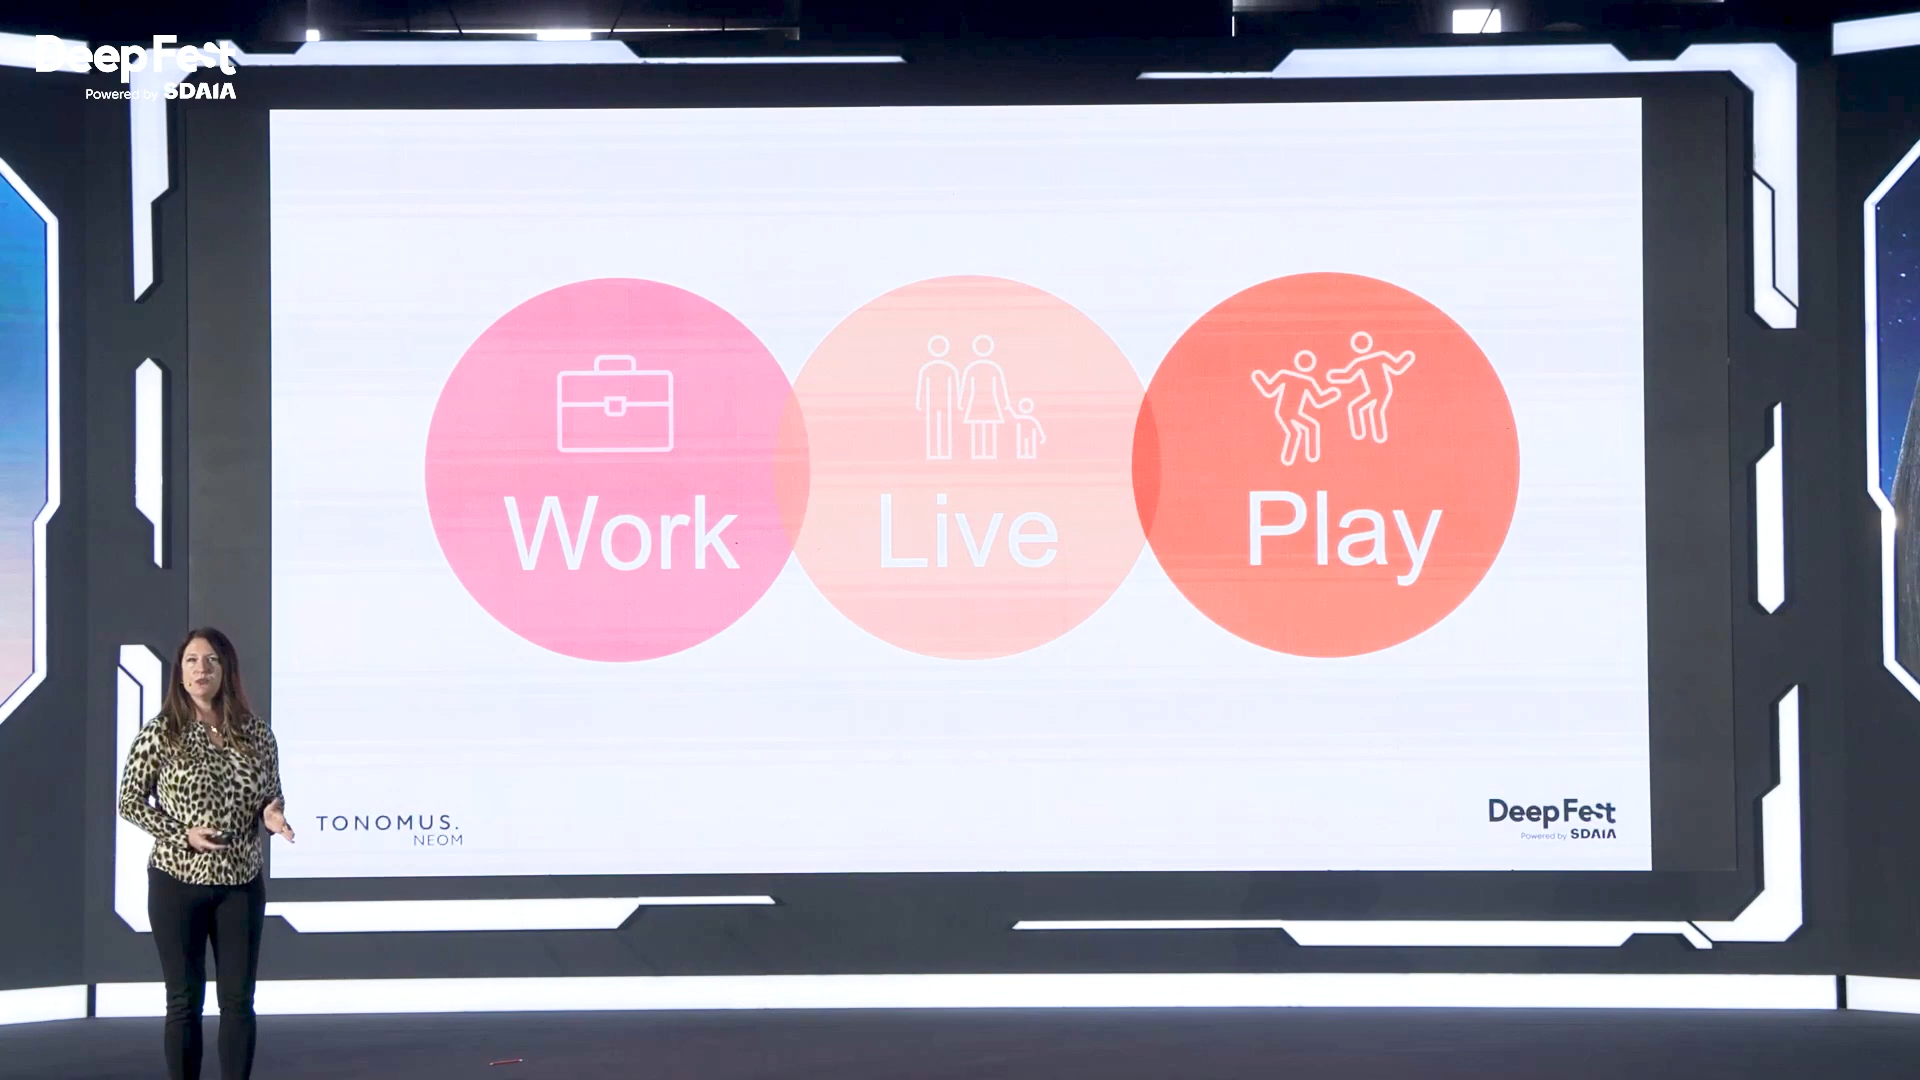 DeepFest
Powered by SDAIA
Work
Live
Play
TONOMUS.
NEOM
DeepFest
Powered by SDAIA